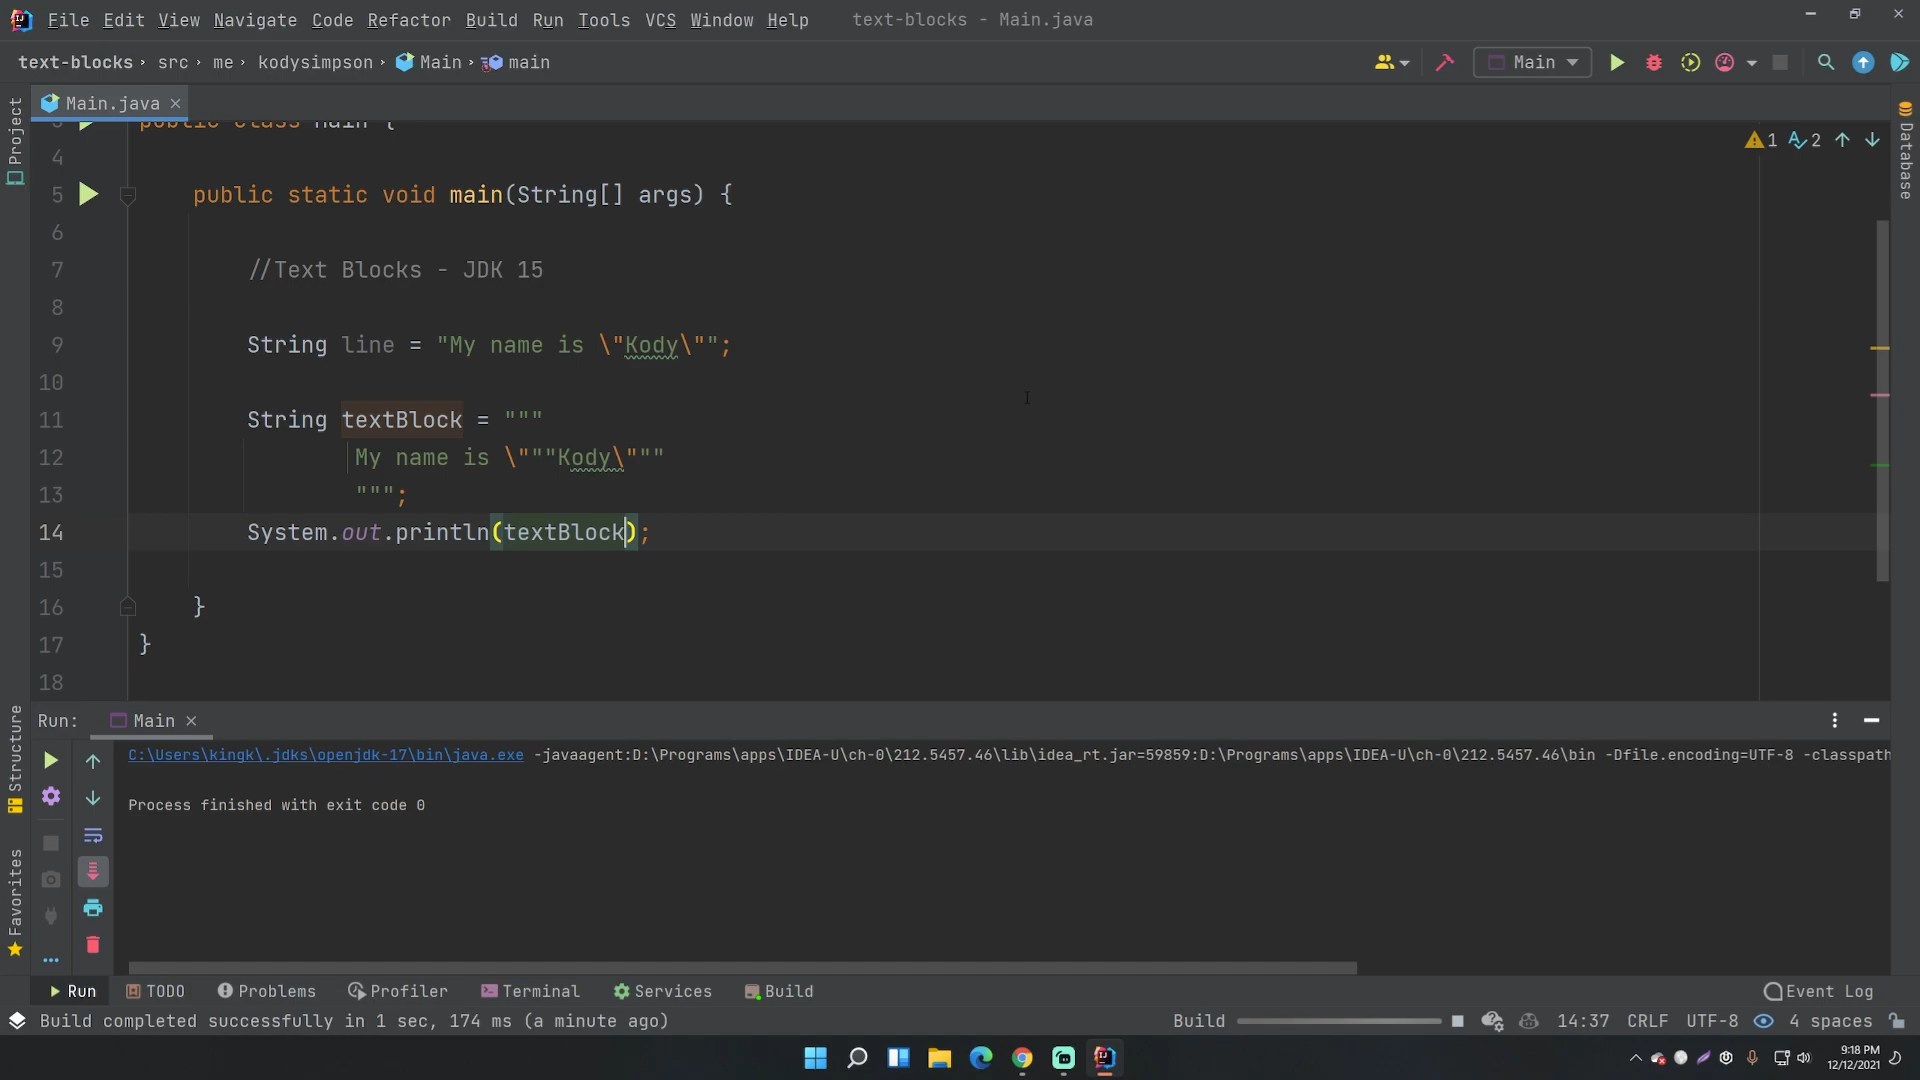 File Edit View Navigate Code Refactor Build Run Tools VCS Window Help text-blocks - Main.java
text-blocks › src › me › kodysimpson › Main › main
Main
Main.java
Project
Database
3 public class Main {
1 2
4
5 public static void main(String[] args) {
6
7 //Text Blocks - JDK 15
8
9 String line = "My name is \"Kody\"";
10
11 String textBlock = """
12 My name is \"""Kody\"""
13 """;
14 System.out.println(textBlock);
15
16 }
17 }
18
Structure
Favorites
Run: Main
C:\Users\kingk\.jdks\openjdk-17\bin\java.exe -javaagent:D:\Programs\apps\IDEA-U\ch-0\212.5457.46\lib\idea_rt.jar=59859:D:\Programs\apps\IDEA-U\ch-0\212.5457.46\bin -Dfile.encoding=UTF-8 -classpath
Process finished with exit code 0
Run TODO Problems Profiler Terminal Services Build Event Log
Build completed successfully in 1 sec, 174 ms (a minute ago) Build 14:37 CRLF UTF-8 4 spaces
9:18 PM
12/12/2021